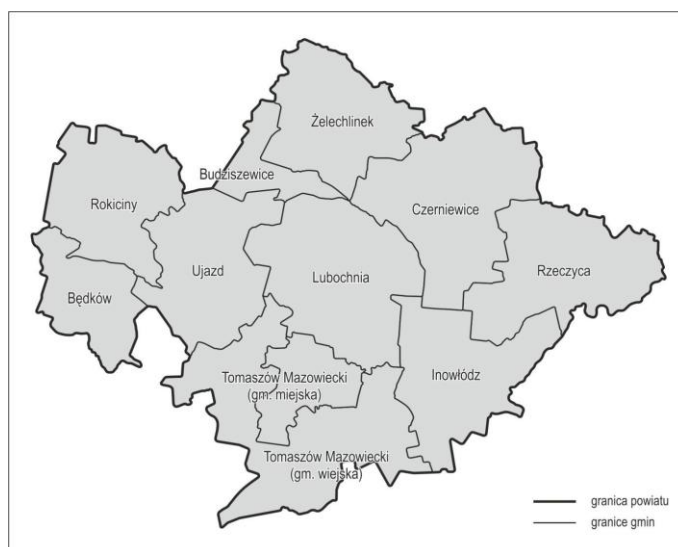 Żelechlinek
Budziszewice
Rokiciny
Czerniewice
Ujazd
Lubochnia
Rzeczyca
Będków
Tomaszów Mazowiecki
(gm. miejska)
Inowłódz
Tomaszów Mazowiecki
(gm. wiejska)
granica powiatu
granice gmin